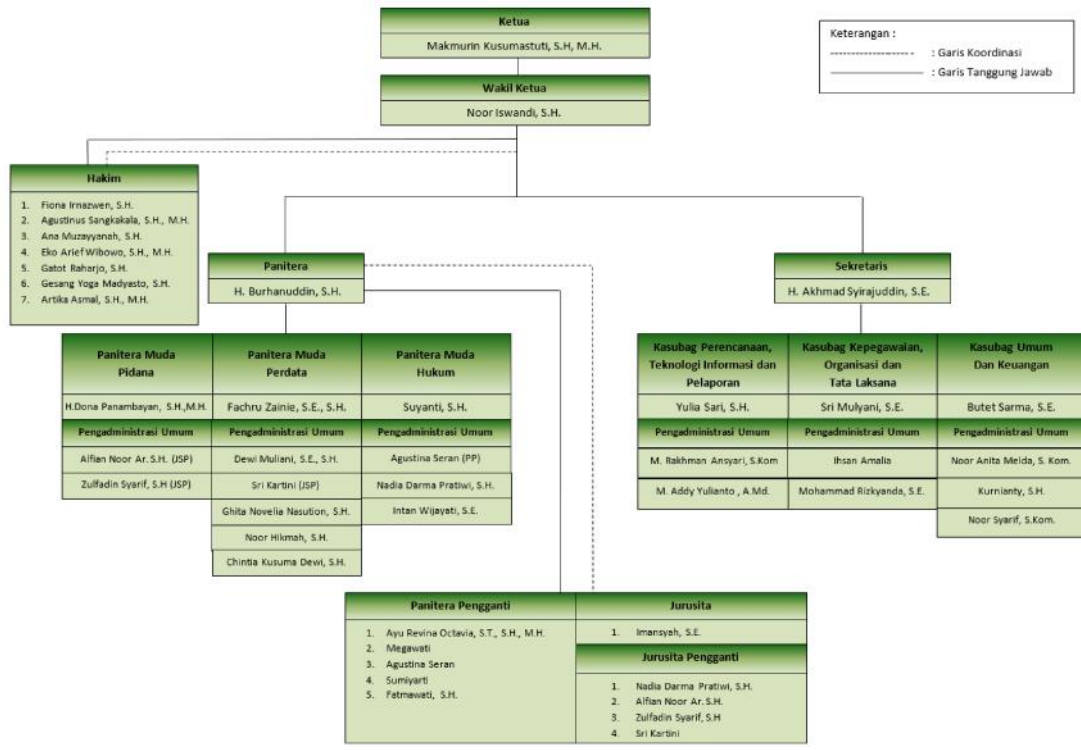 Ketua
Makmurin Kusumastuti, S.H, M.H.
Keterangan :
: Garis Koordinasi
: Garis Tanggung Jawab
Wakil Ketua
Noor Iswandi, S.H.
Hakim
1. Fiona Irnazwen, S.H.
2. Agustinus Sangkakala, S.H., M.H.
3. Ana Muzayyanah, S.H.
4. Eko Arief Wibowo, S.H., M.H.
5. Gatot Raharjo, S.H.
6. Gesang Yoga Madyasto, S.H.
7. Artika Asmal, S.H., M.H.
Panitera
H. Burhanuddin, S.H.
Sekretaris
H. Akhmad Syirajuddin, S.E.
Panitera Muda
Pidana
H.Dona Panambayan, S.H.,M.H.
Pengadministrasi Umum
Alfian Noor Ar. S.H. (JSP)
Zulfadin Syarif, S.H (JSP)
Panitera Muda
Perdata
Fachru Zainie, S.E., S.H.
Pengadministrasi Umum
Dewi Muliani, S.E., S.H.
Sri Kartini (JSP)
Ghita Novelia Nasution, S.H.
Noor Hikmah, S.H.
Chintia Kusuma Dewi, S.H.
Panitera Muda
Hukum
Suyanti, S.H.
Pengadministrasi Umum
Agustina Seran (PP)
Nadia Darma Pratiwi, S.H.
Intan Wijayati, S.E.
Kasubag Perencanaan,
Teknologi Informasi dan
Pelaporan
Yulia Sari, S.H.
Pengadministrasi Umum
M. Rakhman Ansyari, S.Kom
M. Addy Yulianto , A.Md.
Kasubag Kepegawaian,
Organisasi dan
Tata Laksana
Sri Mulyani, S.E.
Pengadministrasi Umum
Ihsan Amalia
Mohammad Rizkyanda, S.E.
Kasubag Umum
Dan Keuangan
Butet Sarma, S.E.
Pengadministrasi Umum
Noor Anita Melda, S. Kom.
Kurnianty, S.H.
Noor Syarif, S.Kom.
Panitera Pengganti
1. Ayu Revina Octavia, S.T., S.H., M.H.
2. Megawati
3. Agustina Seran
4. Sumiyarti
5. Fatmawati, S.H.
Jurusita
1. Imansyah, S.E.
Jurusita Pengganti
1. Nadia Darma Pratiwi, S.H.
2. Alfian Noor Ar. S.H.
3. Zulfadin Syarif, S.H
4. Sri Kartini